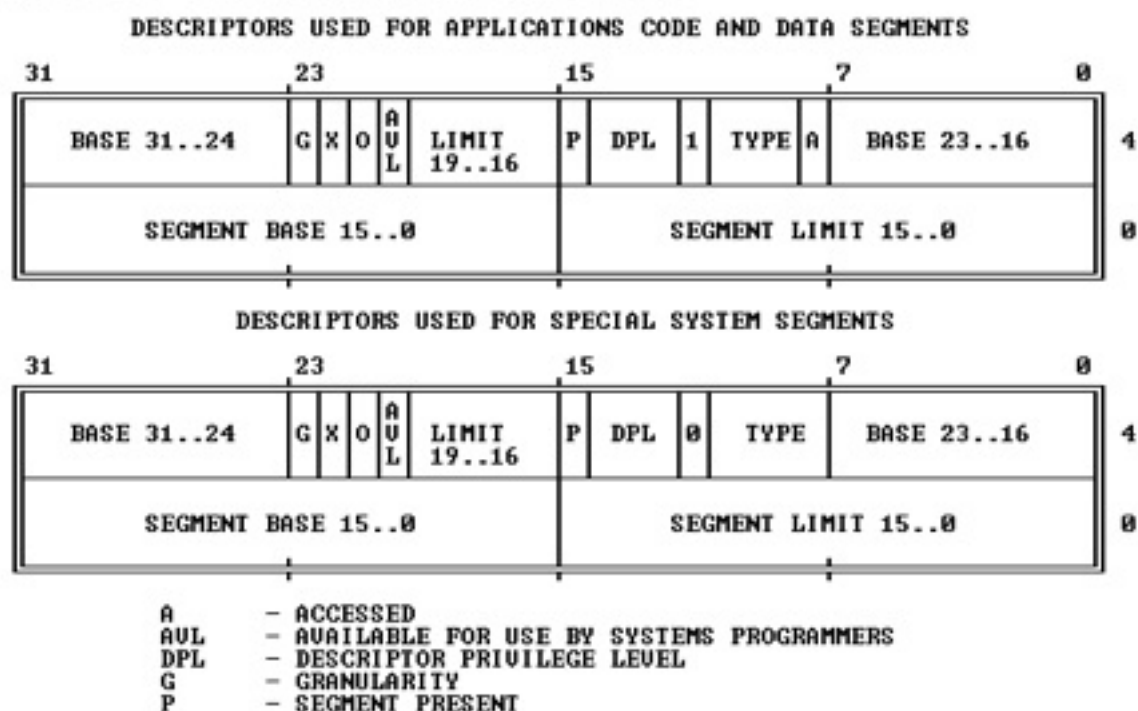 DESCRIPTORS USED FOR APPLICATIONS CODE AND DATA SEGMENTS
31 23 15 7 0
BASE 31..24 G X O AVL LIMIT 19..16 P DPL 1 TYPE A BASE 23..16 4
SEGMENT BASE 15..0 SEGMENT LIMIT 15..0 0
DESCRIPTORS USED FOR SPECIAL SYSTEM SEGMENTS
31 23 15 7 0
BASE 31..24 G X O AVL LIMIT 19..16 P DPL 0 TYPE BASE 23..16 4
SEGMENT BASE 15..0 SEGMENT LIMIT 15..0 0
A - ACCESSED
AVL - AVAILABLE FOR USE BY SYSTEMS PROGRAMMERS
DPL - DESCRIPTOR PRIVILEGE LEVEL
G - GRANULARITY
P - SEGMENT PRESENT